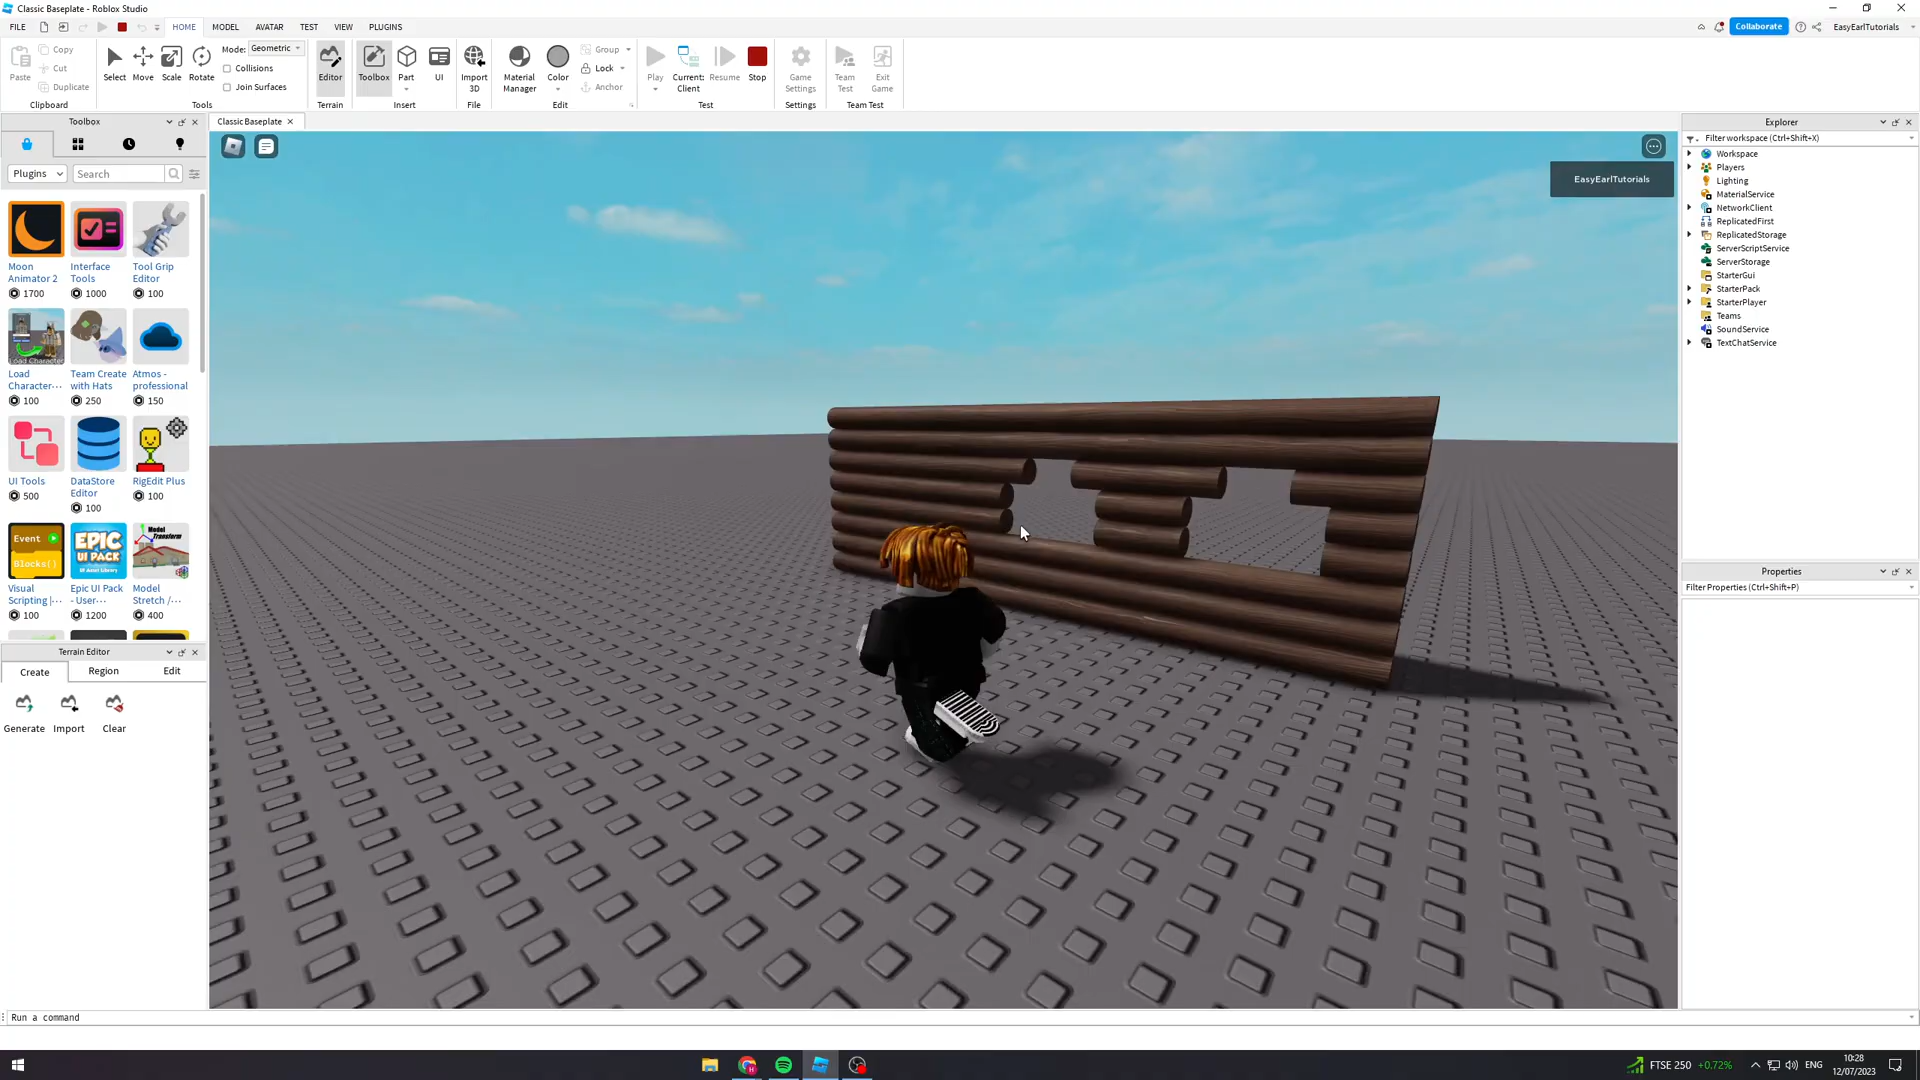 Classic Baseplate - Roblox Studio
FILE
HOME
MODEL
AVATAR
TEST
VIEW
PLUGINS
Collaborate
EasyEarlTutorials
Paste
Copy
Cut
Duplicate
Clipboard
Select
Move
Scale
Rotate
Mode: Geometric
Collisions
Join Surfaces
Tools
Editor
Terrain
Toolbox
Part
UI
Insert
Import
3D
File
Material
Manager
Color
Group
Lock
Anchor
Edit
Play
Current:
Client
Resume
Stop
Test
Game
Settings
Settings
Team
Test
Exit
Game
Team Test
Toolbox
Plugins
Search
Moon
Animator 2
1700
Interface
Tools
1000
Tool Grip
Editor
100
Load Character
Load
Character-···
100
Team Create
with Hats
250
Atmos -
professional
150
UI Tools
500
DataStore
Editor
100
RigEdit Plus
100
Event
Blocks()
Visual
Scripting |-···
100
EPIC
UI PACK
Epic UI Pack
- User-···
1200
Model
Transform
Model
Stretch /-···
400
Terrain Editor
Create
Region
Edit
Generate
Import
Clear
Classic Baseplate
EasyEarlTutorials
Explorer
Filter workspace (Ctrl+Shift+X)
Workspace
Players
Lighting
MaterialService
NetworkClient
ReplicatedFirst
ReplicatedStorage
ServerScriptService
ServerStorage
StarterGui
StarterPack
StarterPlayer
Teams
SoundService
TextChatService
Properties
Filter Properties (Ctrl+Shift+P)
Run a command
FTSE 250 +0.72%
ENG
10:28
12/07/2023